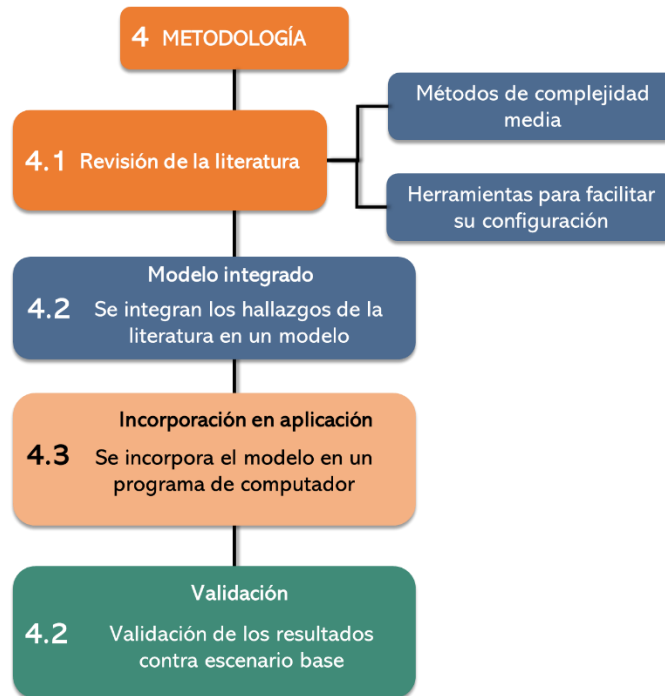 4 METODOLOGÍA
4.1 Revisión de la literatura
Métodos de complejidad
media
Herramientas para facilitar
su configuración
Modelo integrado
4.2 Se integran los hallazgos de la
literatura en un modelo
Incorporación en aplicación
4.3 Se incorpora el modelo en un
programa de computador
Validación
4.2 Validación de los resultados
contra escenario base